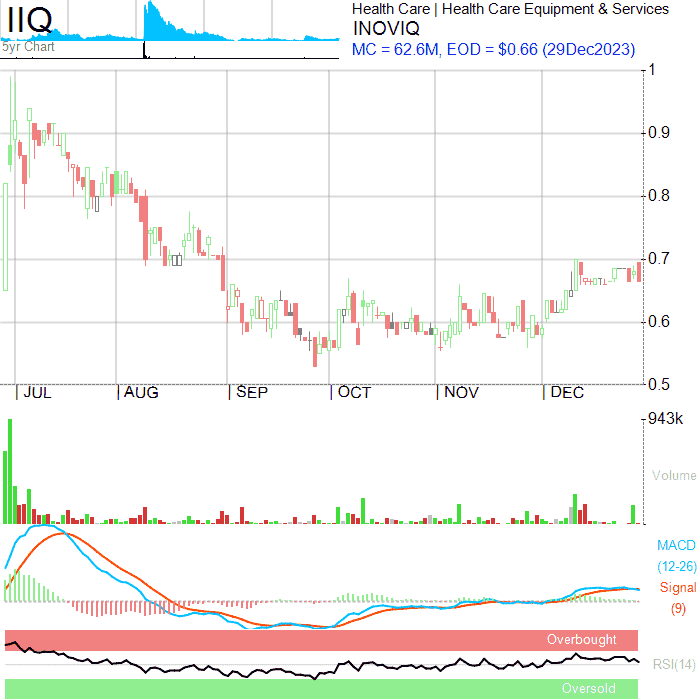 IIQ
5yr Chart
Health Care | Health Care Equipment & Services
INOVIQ
MC = 62.6M, EOD = $0.66 (29Dec2023)
1
0.9
0.8
0.7
0.6
0.5
JUL AUG SEP OCT NOV DEC
943k
Volume
MACD
(12-26)
Signal
(9)
Overbought
RSI(14)
Oversold